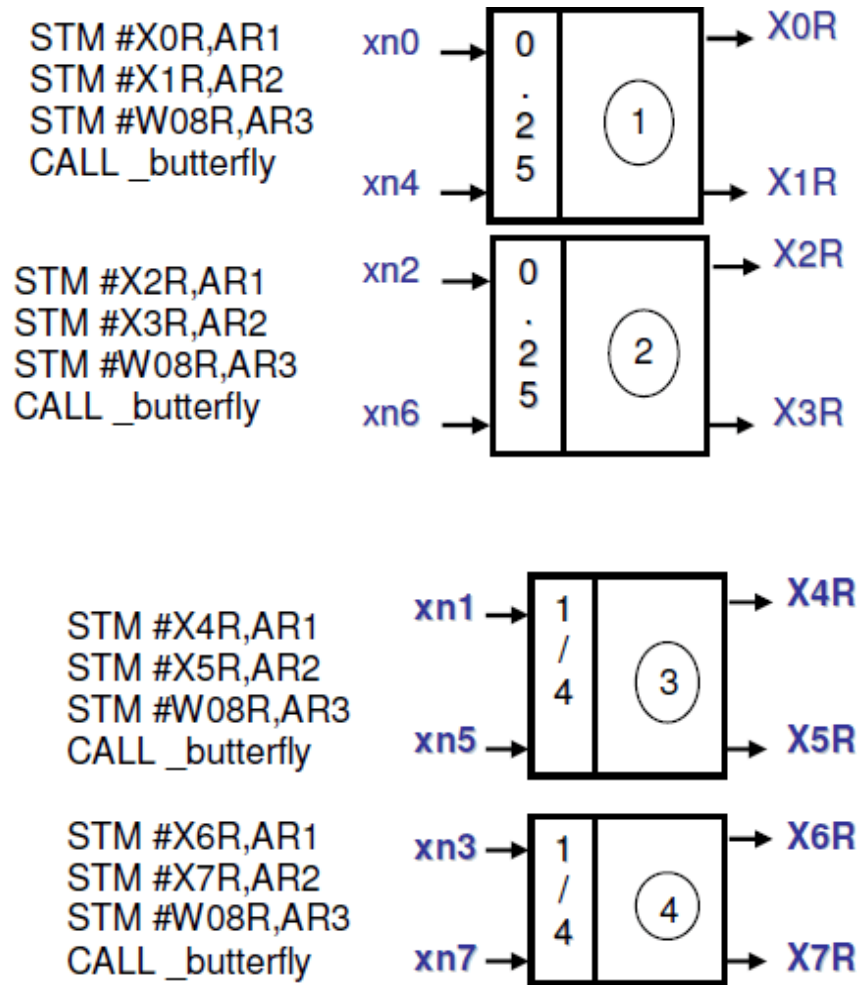 STM #X0R,AR1
STM #X1R,AR2
STM #W08R,AR3
CALL _butterfly
xn0
xn4
0
.
2
5
1
X0R
X1R
STM #X2R,AR1
STM #X3R,AR2
STM #W08R,AR3
CALL _butterfly
xn2
xn6
0
.
2
5
2
X2R
X3R
STM #X4R,AR1
STM #X5R,AR2
STM #W08R,AR3
CALL _butterfly
xn1
xn5
1
/
4
3
X4R
X5R
STM #X6R,AR1
STM #X7R,AR2
STM #W08R,AR3
CALL _butterfly
xn3
xn7
1
/
4
4
X6R
X7R